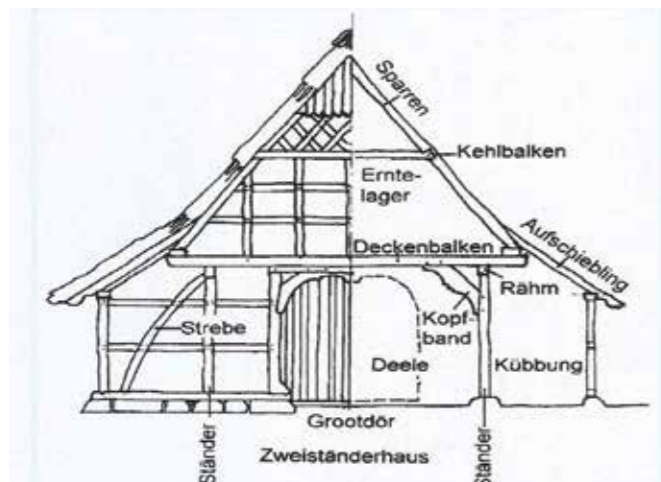 Sparren
Kehlbalken
Ernte-
lager
Aufschiebling
Deckenbalken
Rähm
Kopf-
band
Strebe
Deele
Kübbung
Grootdör
Ständer
Zweiständerhaus
Ständer